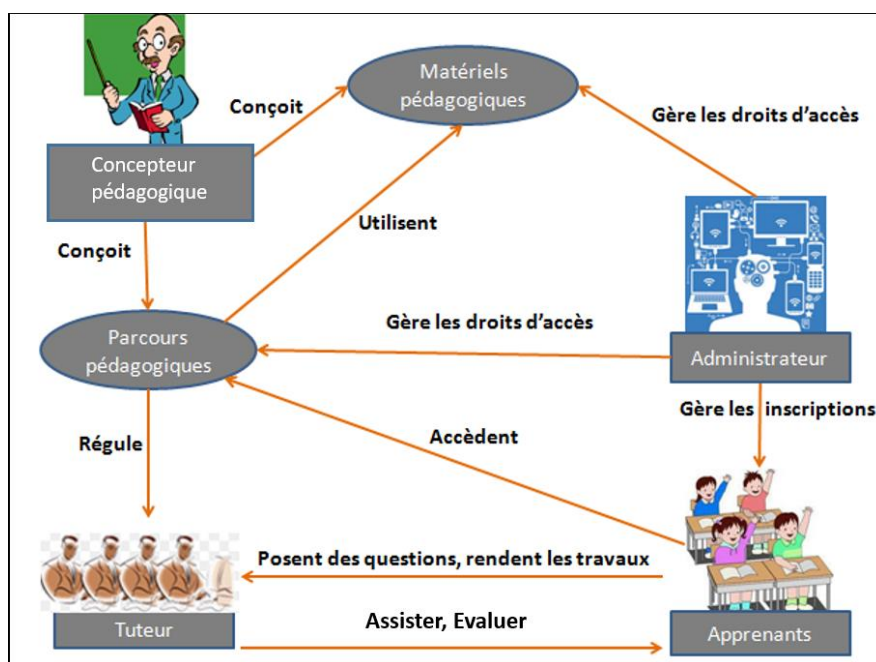 Matériels
pédagogiques
Conçoit
Gère les droits d'accès
Concepteur
pédagogique
Utilisent
Conçoit
Parcours
pédagogiques
Gère les droits d'accès
Administrateur
Gère les inscriptions
Accèdent
Régule
Posent des questions, rendent les travaux
Assister, Evaluer
Tuteur
Apprenants